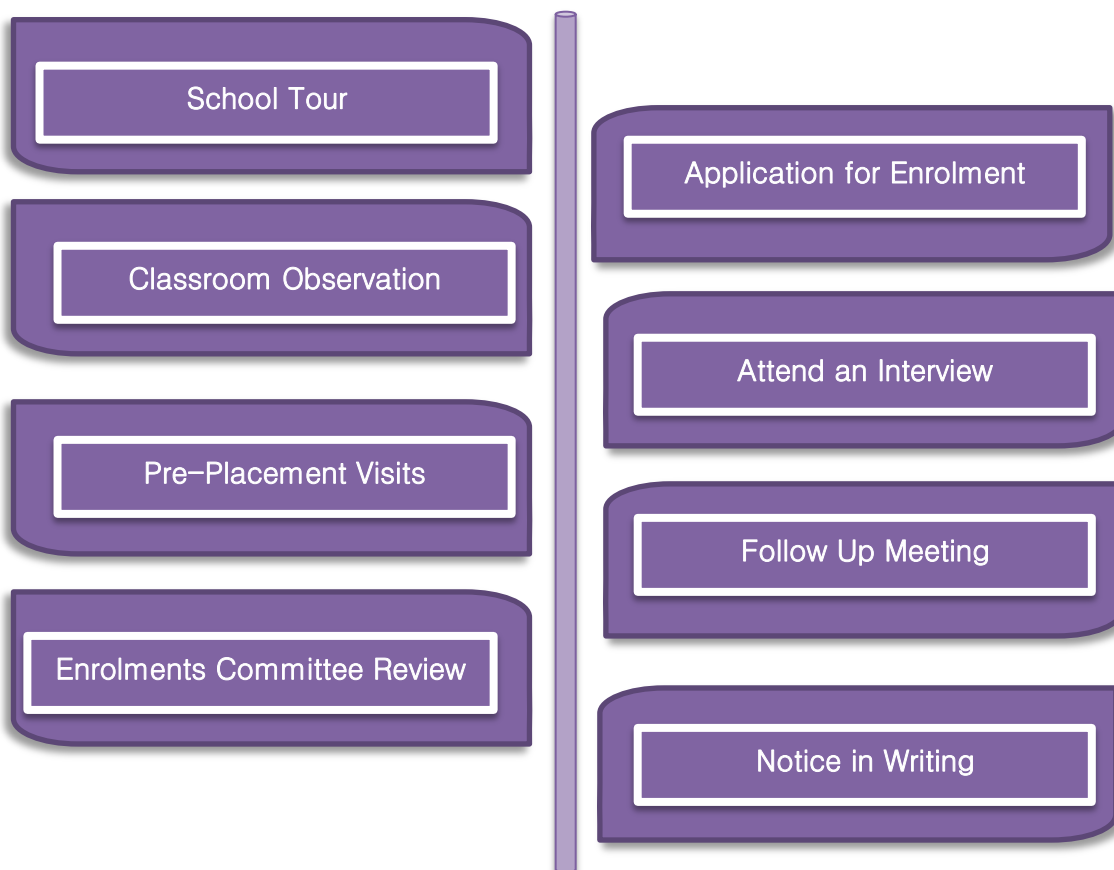 School Tour
Application for Enrolment
Classroom Observation
Attend an Interview
Pre-Placement Visits
Follow Up Meeting
Enrolments Committee Review
Notice in Writing